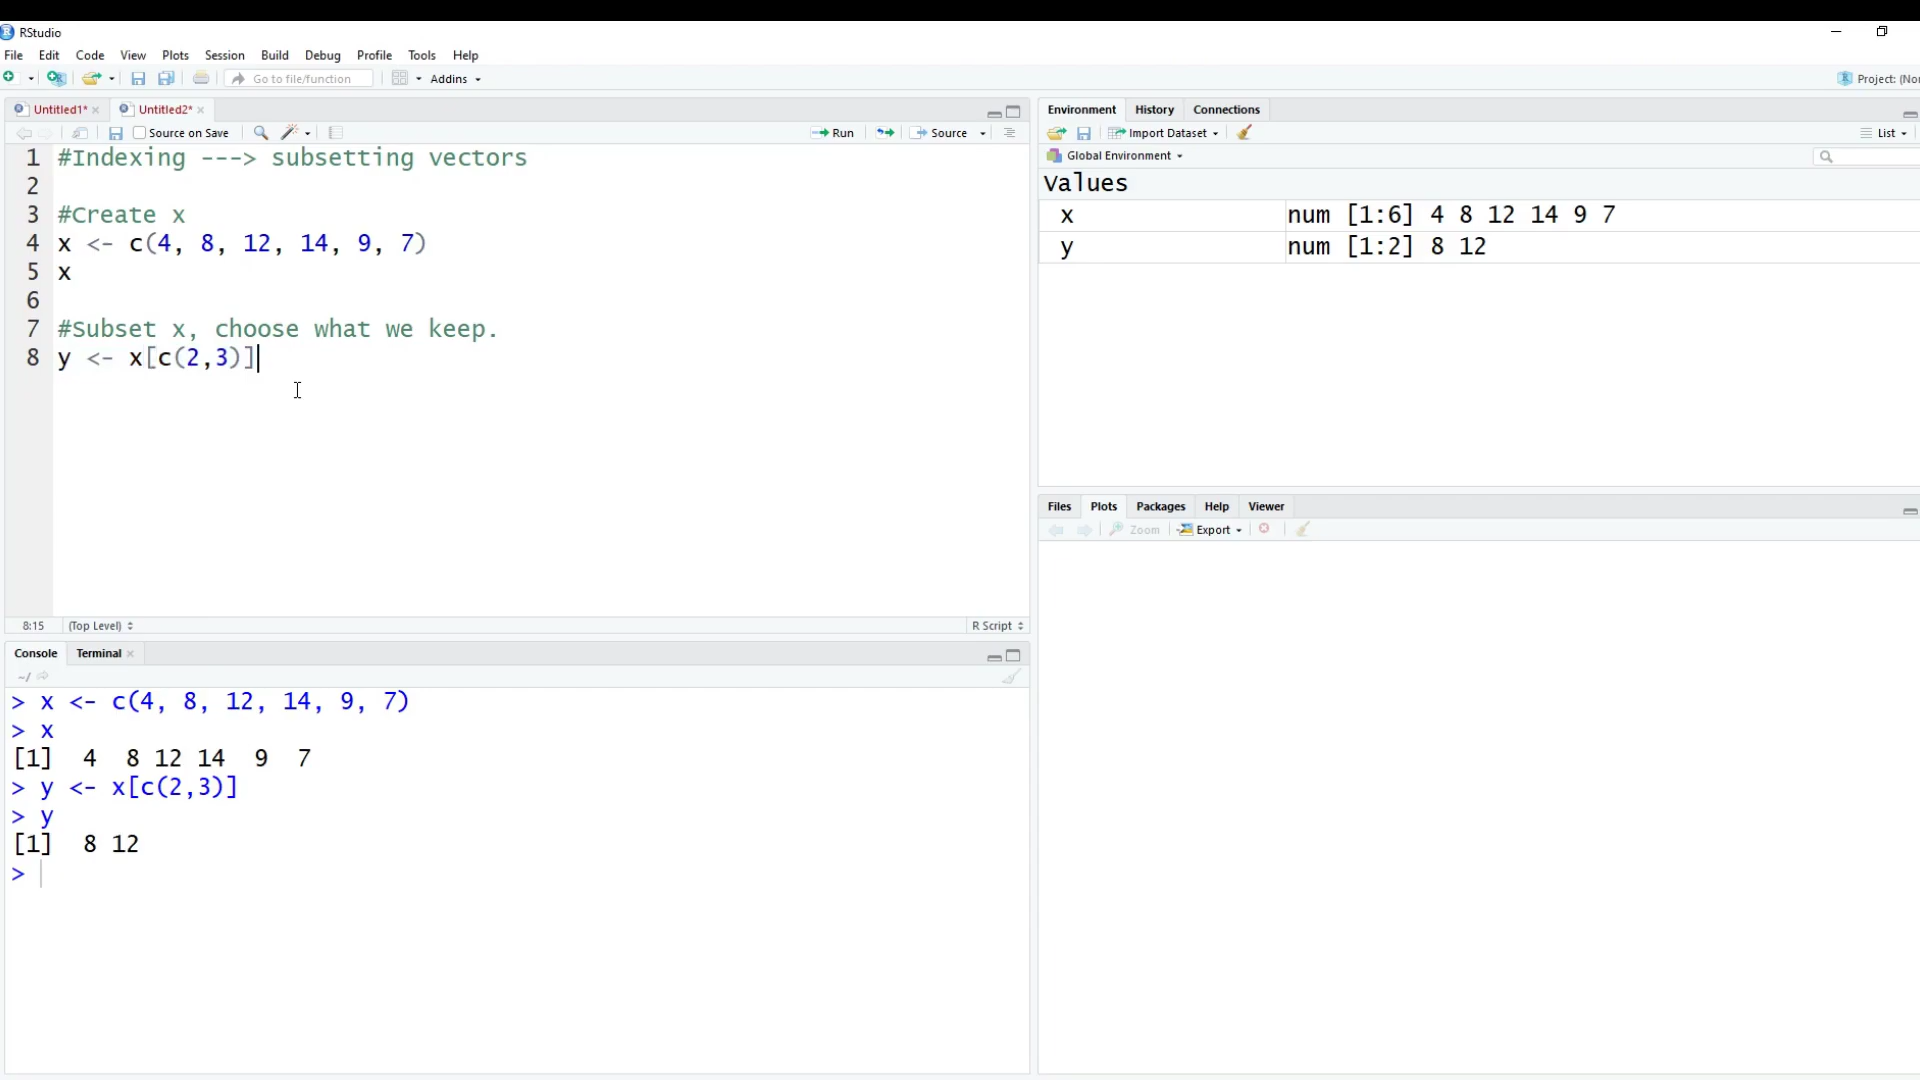 RStudio
File Edit Code View Plots Session Build Debug Profile Tools Help
Go to file/function Addins
Untitled1* Untitled2*
Source on Save Run Source
1 #Indexing ---> subsetting vectors
2
3 #Create x
4 x <- c(4, 8, 12, 14, 9, 7)
5 x
6
7 #Subset x, choose what we keep.
8 y <- x[c(2,3)]
8:15 (Top Level) R Script
Console Terminal
~/
> x <- c(4, 8, 12, 14, 9, 7)
> x
[1]  4  8 12 14  9  7
> y <- x[c(2,3)]
> y
[1]  8 12
>
Project: (Nor
Environment History Connections
Import Dataset List
Global Environment
Values
x num [1:6] 4 8 12 14 9 7
y num [1:2] 8 12
Files Plots Packages Help Viewer
Zoom Export